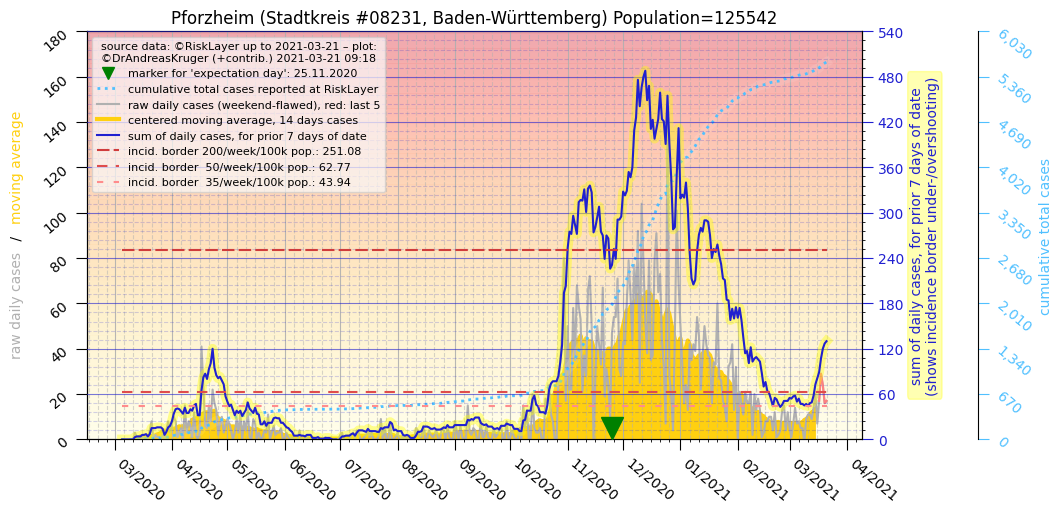 Pforzheim (Stadtkreis #08231, Baden-Württemberg) Population=125542
source data: ©RiskLayer up to 2021-03-21 – plot:
©DrAndreasKruger (+contrib.) 2021-03-21 09:18
marker for 'expectation day': 25.11.2020
cumulative total cases reported at RiskLayer
raw daily cases (weekend-flawed), red: last 5
centered moving average, 14 days cases
sum of daily cases, for prior 7 days of date
incid. border 200/week/100k pop.: 251.08
incid. border  50/week/100k pop.: 62.77
incid. border  35/week/100k pop.: 43.94
raw daily cases / moving average
180
160
140
120
100
80
60
40
20
0
03/2020
04/2020
05/2020
06/2020
07/2020
08/2020
09/2020
10/2020
11/2020
12/2020
01/2021
02/2021
03/2021
04/2021
540
480
420
360
300
240
180
120
60
0
sum of daily cases, for prior 7 days of date
(shows incidence border under-/overshooting)
6,030
5,360
4,690
4,020
3,350
2,680
2,010
1,340
670
0
cumulative total cases